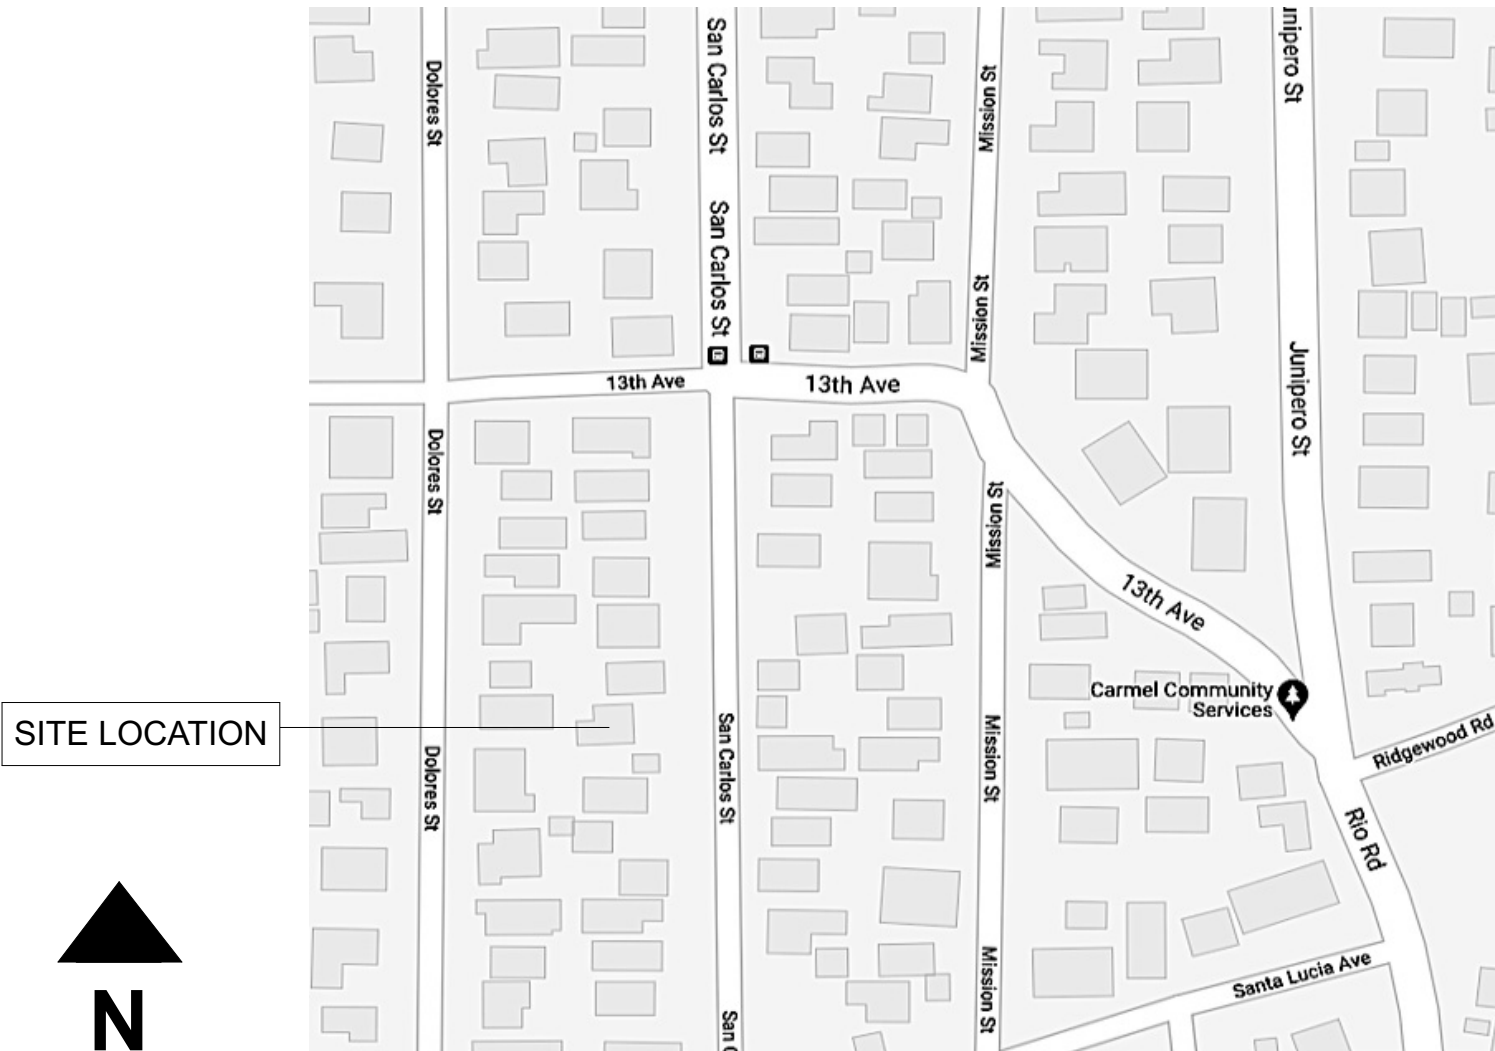 unipero St
San Carlos St
Dolores St
Mission St
San Carlos St
Mission St
Junipero St
13th Ave
13th Ave
Dolores St
Mission St
13th Ave
Carmel Community
Services
SITE LOCATION
San Carlos St
Mission St
Ridgewood Rd
Dolores St
Rio Rd
Santa Lucia Ave
Mission St
San C
N